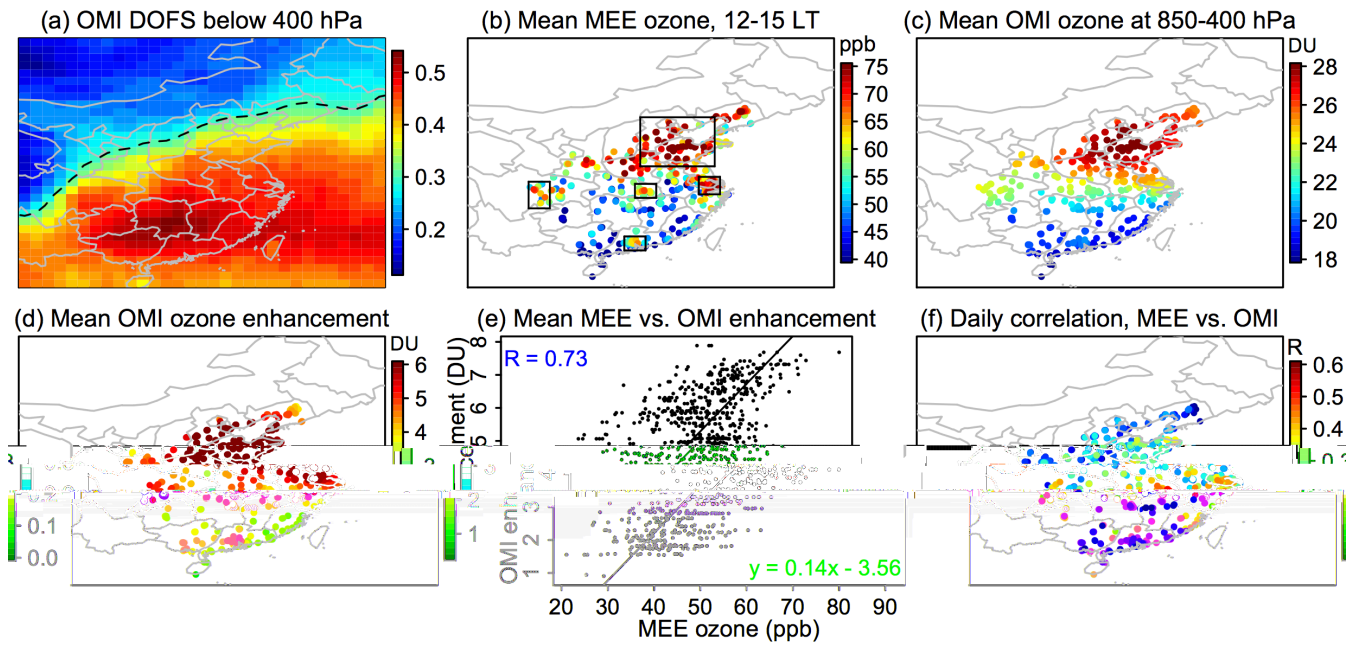 (a) OMI DOFS below 400 hPa
0.5
0.4
0.3
0.2
(b) Mean MEE ozone, 12-15 LT
ppb
75
70
65
60
55
50
45
40
(c) Mean OMI ozone at 850-400 hPa
DU
28
26
24
22
20
18
(d) Mean OMI ozone enhancement
DU
6
5
4
0.1
0.0
(e) Mean MEE vs. OMI enhancement
R = 0.73
y = 0.14x - 3.56
8
7
6
5
3
2
1
2
1
20 30 40 50 60 70 80 90
MEE ozone (ppb)
(f) Daily correlation, MEE vs. OMI
R
0.6
0.5
0.4